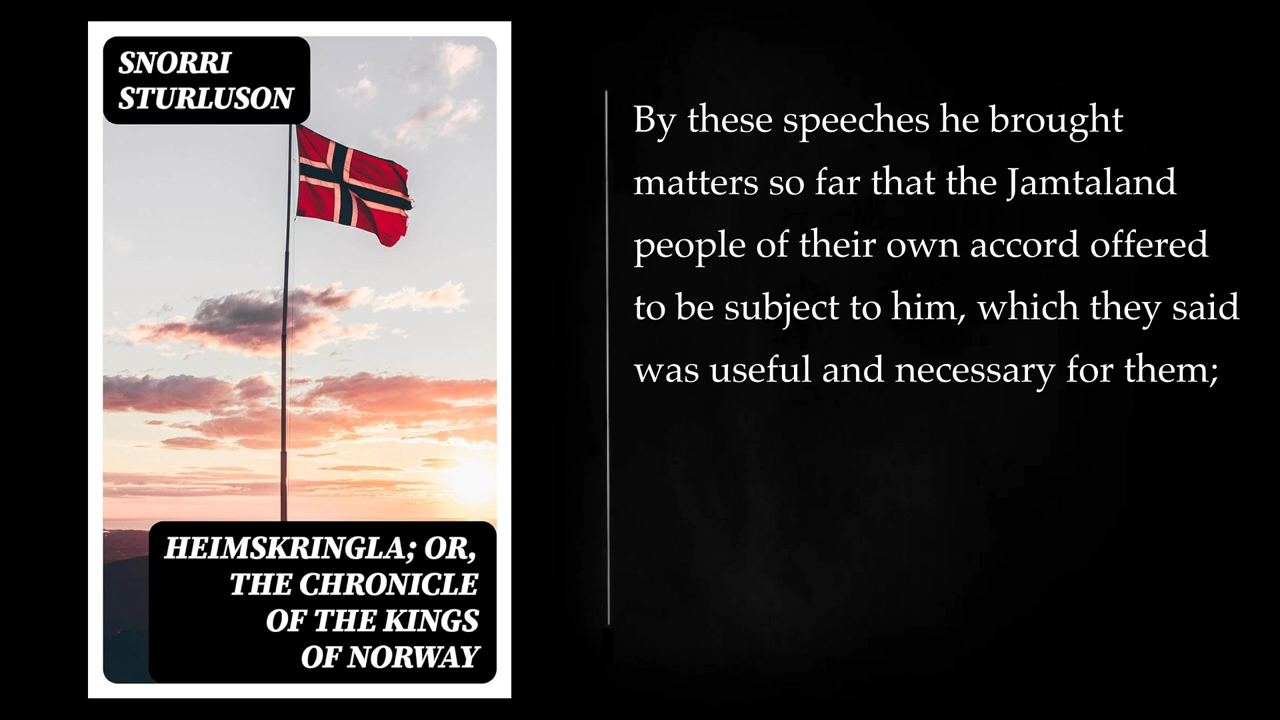 SNORRI
STURLUSON
HEIMSKRINGLA; OR,
THE CHRONICLE
OF THE KINGS
OF NORWAY
By these speeches he brought
matters so far that the Jamtaland
people of their own accord offered
to be subject to him, which they said
was useful and necessary for them;